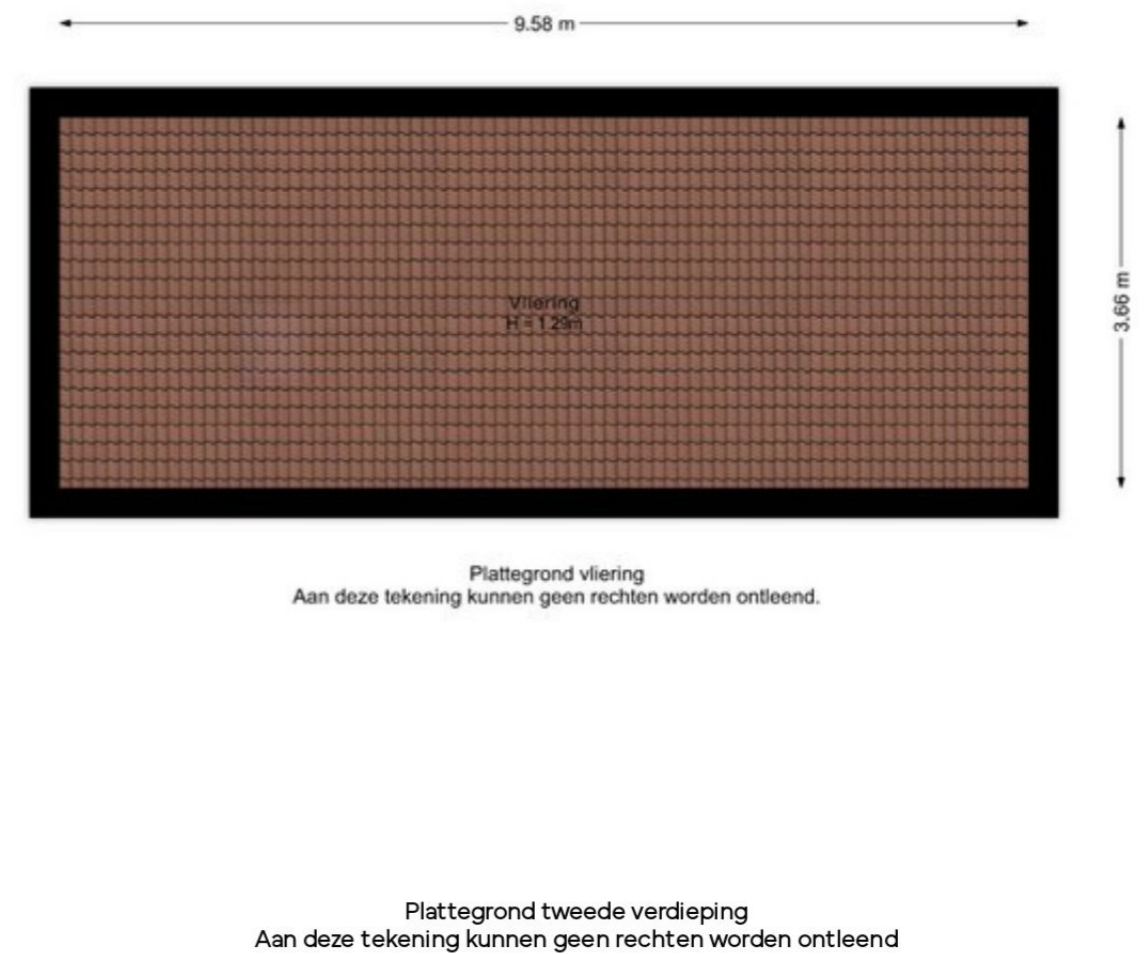 9.58 m
Vliering
H = 1.29m
3.66 m
Plattegrond vliering
Aan deze tekening kunnen geen rechten worden ontleend.
Plattegrond tweede verdieping
Aan deze tekening kunnen geen rechten worden ontleend